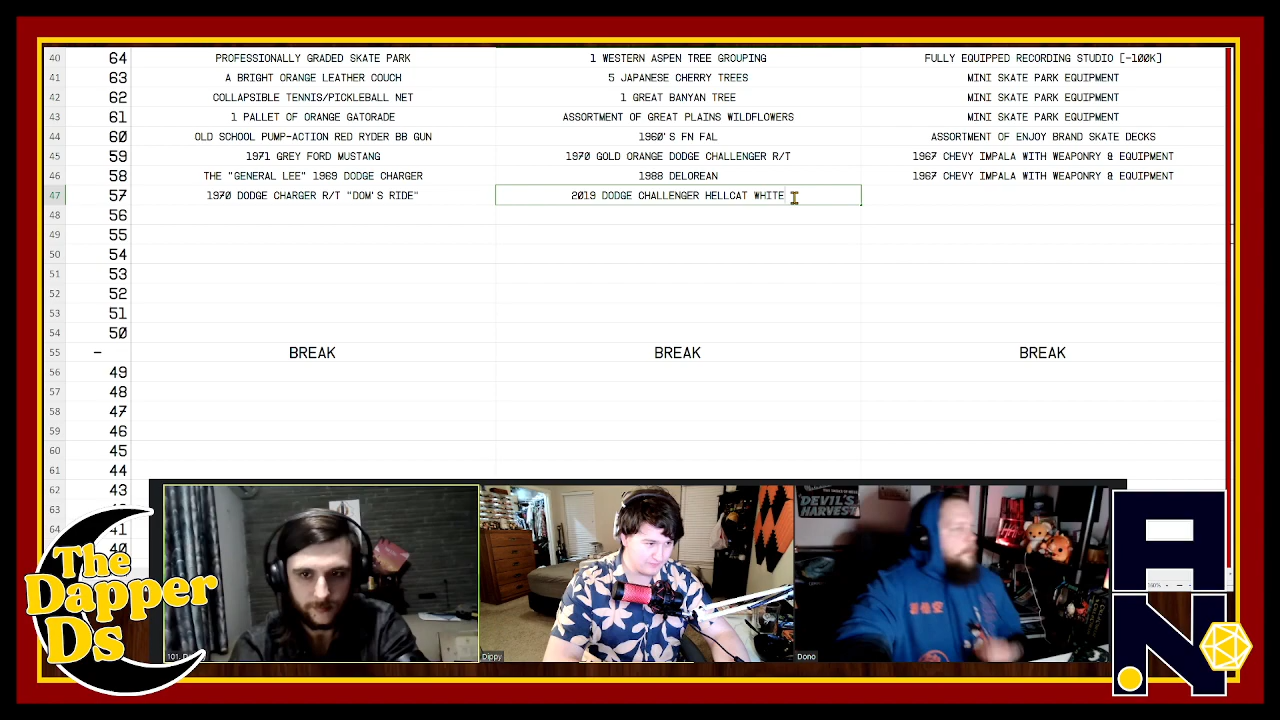 40 64 PROFESSIONALLY GRADED SKATE PARK 1 WESTERN ASPEN TREE GROUPING FULLY EQUIPPED RECORDING STUDIO [-100K]
41 63 A BRIGHT ORANGE LEATHER COUCH 5 JAPANESE CHERRY TREES MINI SKATE PARK EQUIPMENT
42 62 COLLAPSIBLE TENNIS/PICKLEBALL NET 1 GREAT BANYAN TREE MINI SKATE PARK EQUIPMENT
43 61 1 PALLET OF ORANGE GATORADE ASSORTMENT OF GREAT PLAINS WILDFLOWERS MINI SKATE PARK EQUIPMENT
44 60 OLD SCHOOL PUMP-ACTION RED RYDER BB GUN 1960'S FN FAL ASSORTMENT OF ENJOY BRAND SKATE DECKS
45 59 1971 GREY FORD MUSTANG 1970 GOLD ORANGE DODGE CHALLENGER R/T 1967 CHEVY IMPALA WITH WEAPONRY & EQUIPMENT
46 58 THE "GENERAL LEE" 1969 DODGE CHARGER 1988 DELOREAN 1967 CHEVY IMPALA WITH WEAPONRY & EQUIPMENT
47 57 1970 DODGE CHARGER R/T "DOM'S RIDE" 2019 DODGE CHALLENGER HELLCAT WHITE
48 56
49 55
50 54
51 53
52 52
53 51
54 50
55 - BREAK BREAK BREAK
56 49
57 48
58 47
59 46
60 45
61 44
62 43
63
64 41
40
DEVIL'S
HARVEST
The
Dapper
Ds
Dippy
Dono
A
N
160%